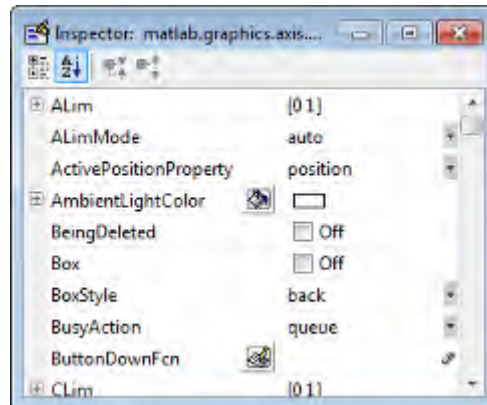 Inspector: matlab.graphics.axis....
ALim [0 1]
ALimMode auto
ActivePositionProperty position
AmbientLightColor
BeingDeleted Off
Box Off
BoxStyle back
BusyAction queue
ButtonDownFcn
CLim [0 1]